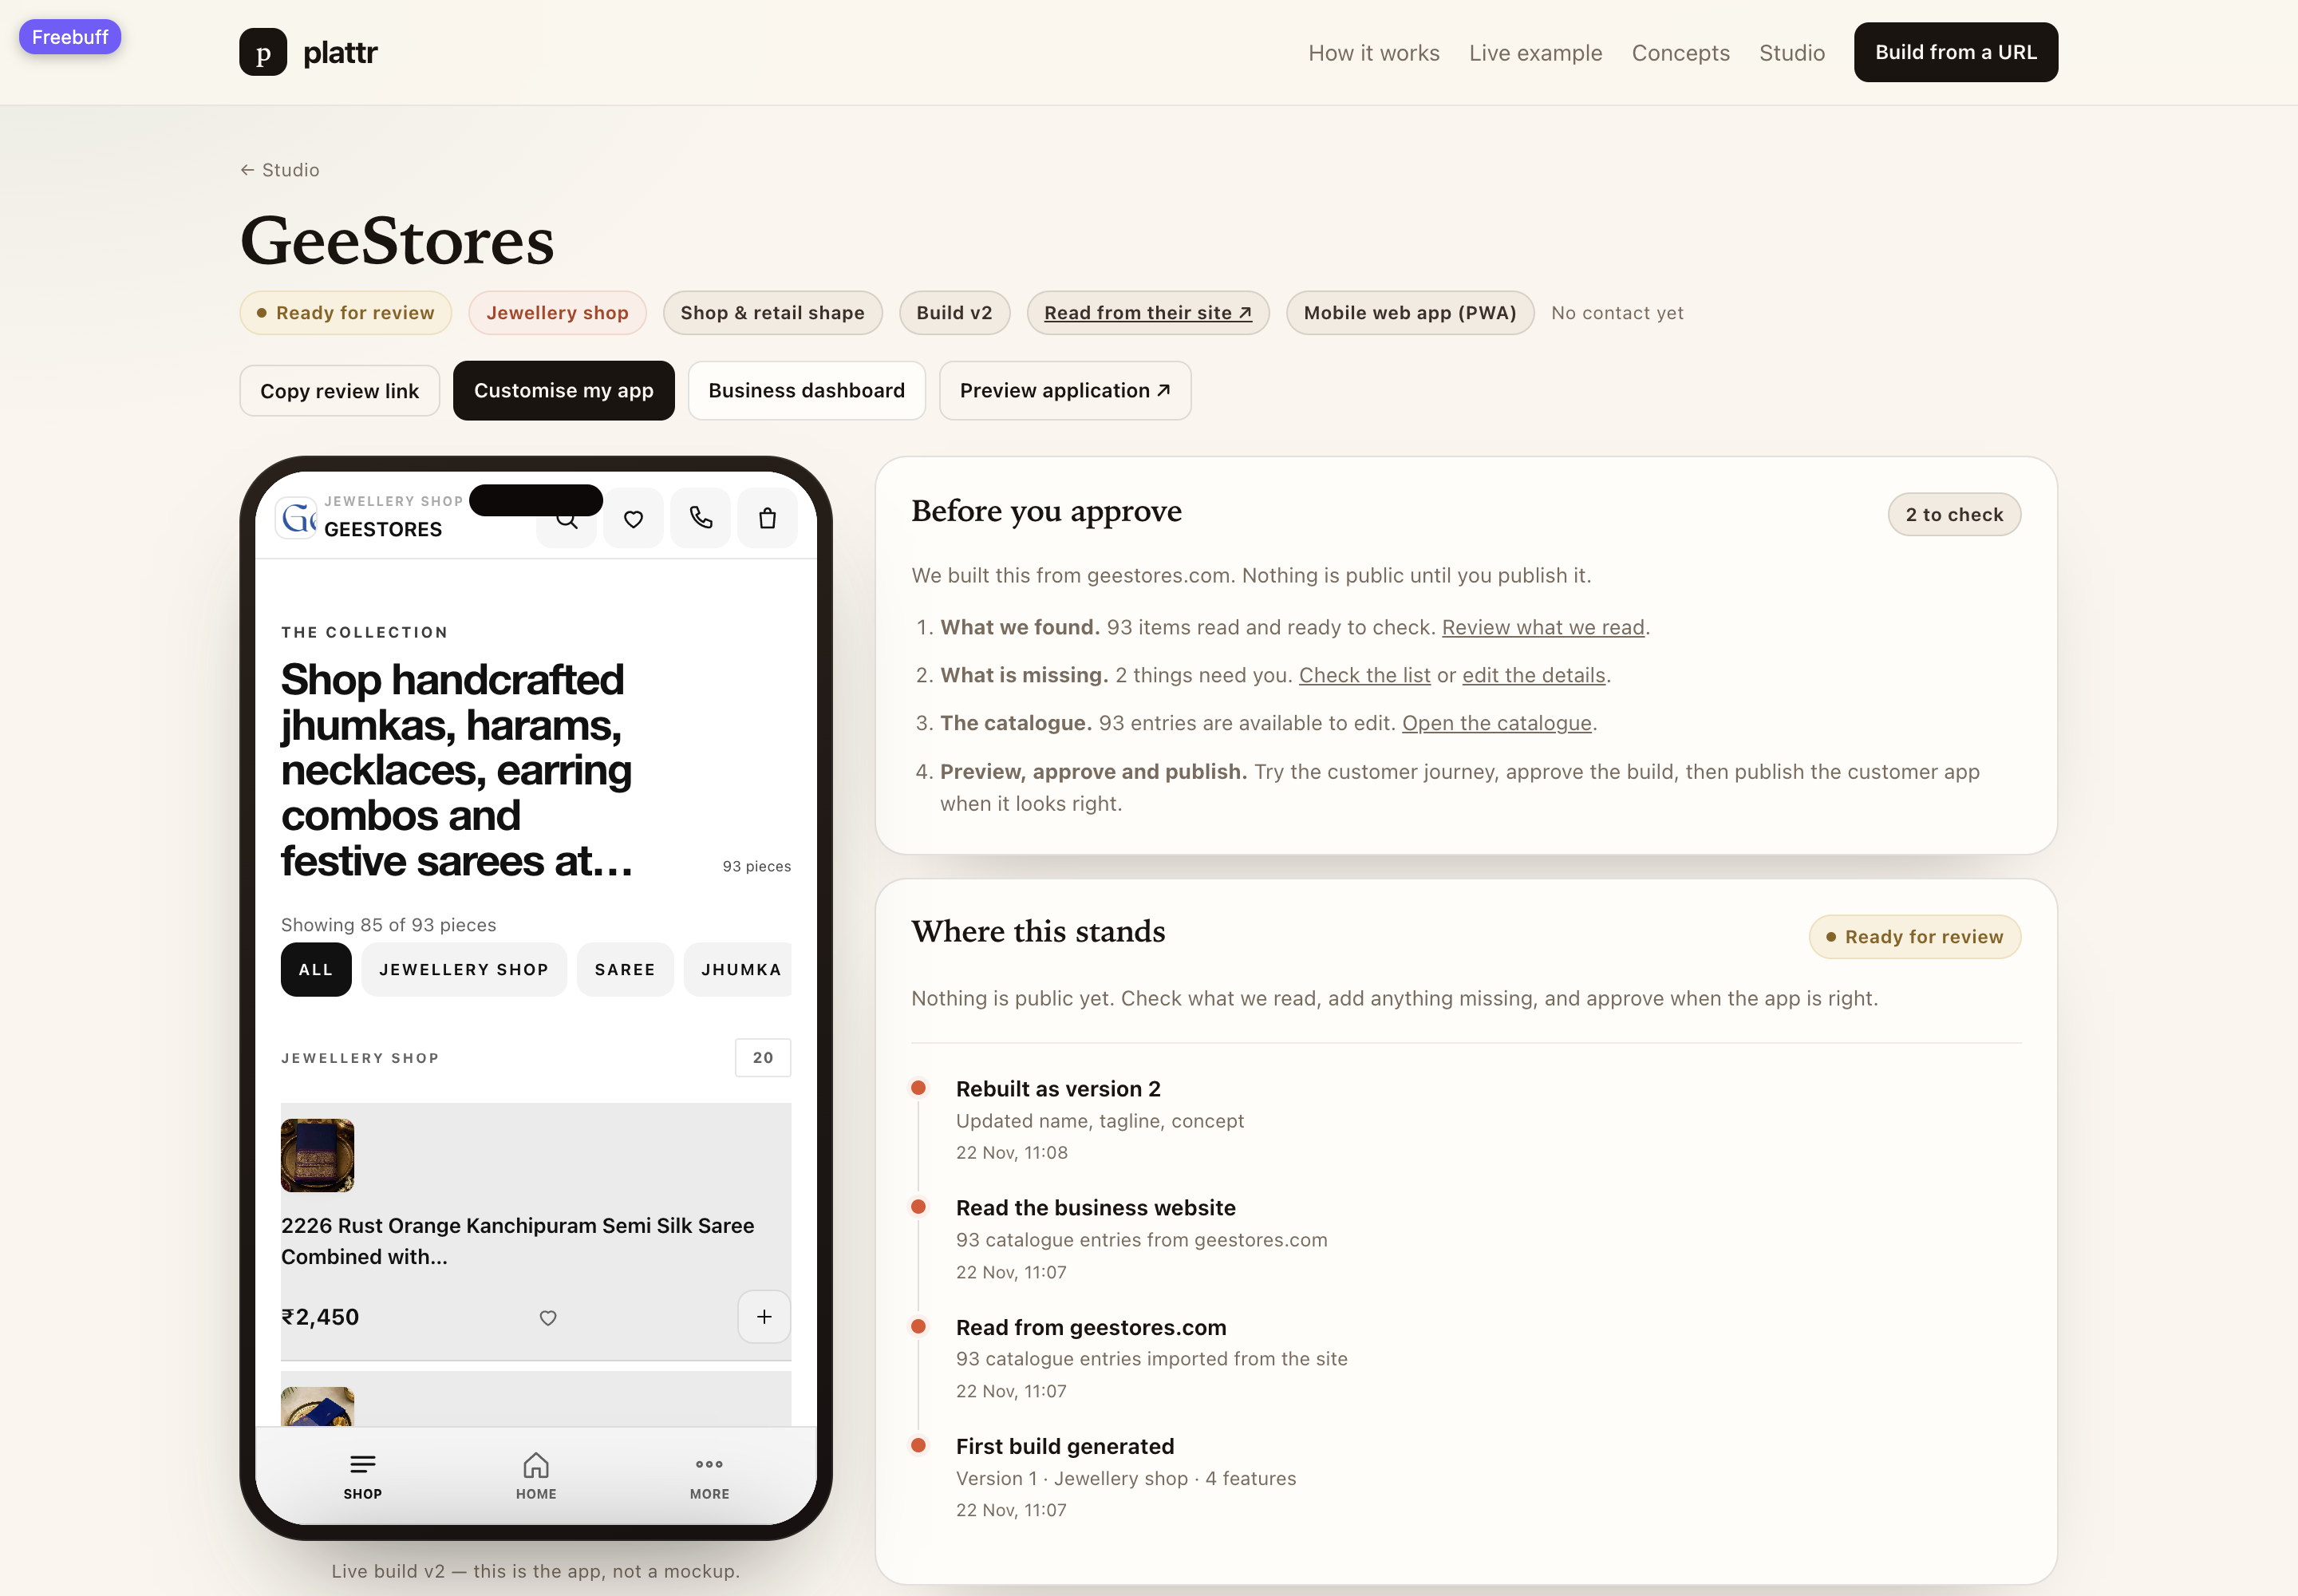 Freebuff
p plattr
How it works Live example Concepts Studio Build from a URL
← Studio
GeeStores
Ready for review Jewellery shop Shop & retail shape Build v2 Read from their site ↗ Mobile web app (PWA) No contact yet
Copy review link Customise my app Business dashboard Preview application ↗
JEWELLERY SHOP
GEESTORES
THE COLLECTION
Shop handcrafted
jhumkas, harams,
necklaces, earring
combos and
festive sarees at...
93 pieces
Showing 85 of 93 pieces
ALL JEWELLERY SHOP SAREE JHUMKA
JEWELLERY SHOP 20
2226 Rust Orange Kanchipuram Semi Silk Saree
Combined with...
₹2,450 +
SHOP HOME MORE
Live build v2 — this is the app, not a mockup.
Before you approve 2 to check
We built this from geestores.com. Nothing is public until you publish it.
1. What we found. 93 items read and ready to check. Review what we read.
2. What is missing. 2 things need you. Check the list or edit the details.
3. The catalogue. 93 entries are available to edit. Open the catalogue.
4. Preview, approve and publish. Try the customer journey, approve the build, then publish the customer app
when it looks right.
Where this stands Ready for review
Nothing is public yet. Check what we read, add anything missing, and approve when the app is right.
Rebuilt as version 2
Updated name, tagline, concept
22 Nov, 11:08
Read the business website
93 catalogue entries from geestores.com
22 Nov, 11:07
Read from geestores.com
93 catalogue entries imported from the site
22 Nov, 11:07
First build generated
Version 1 · Jewellery shop · 4 features
22 Nov, 11:07